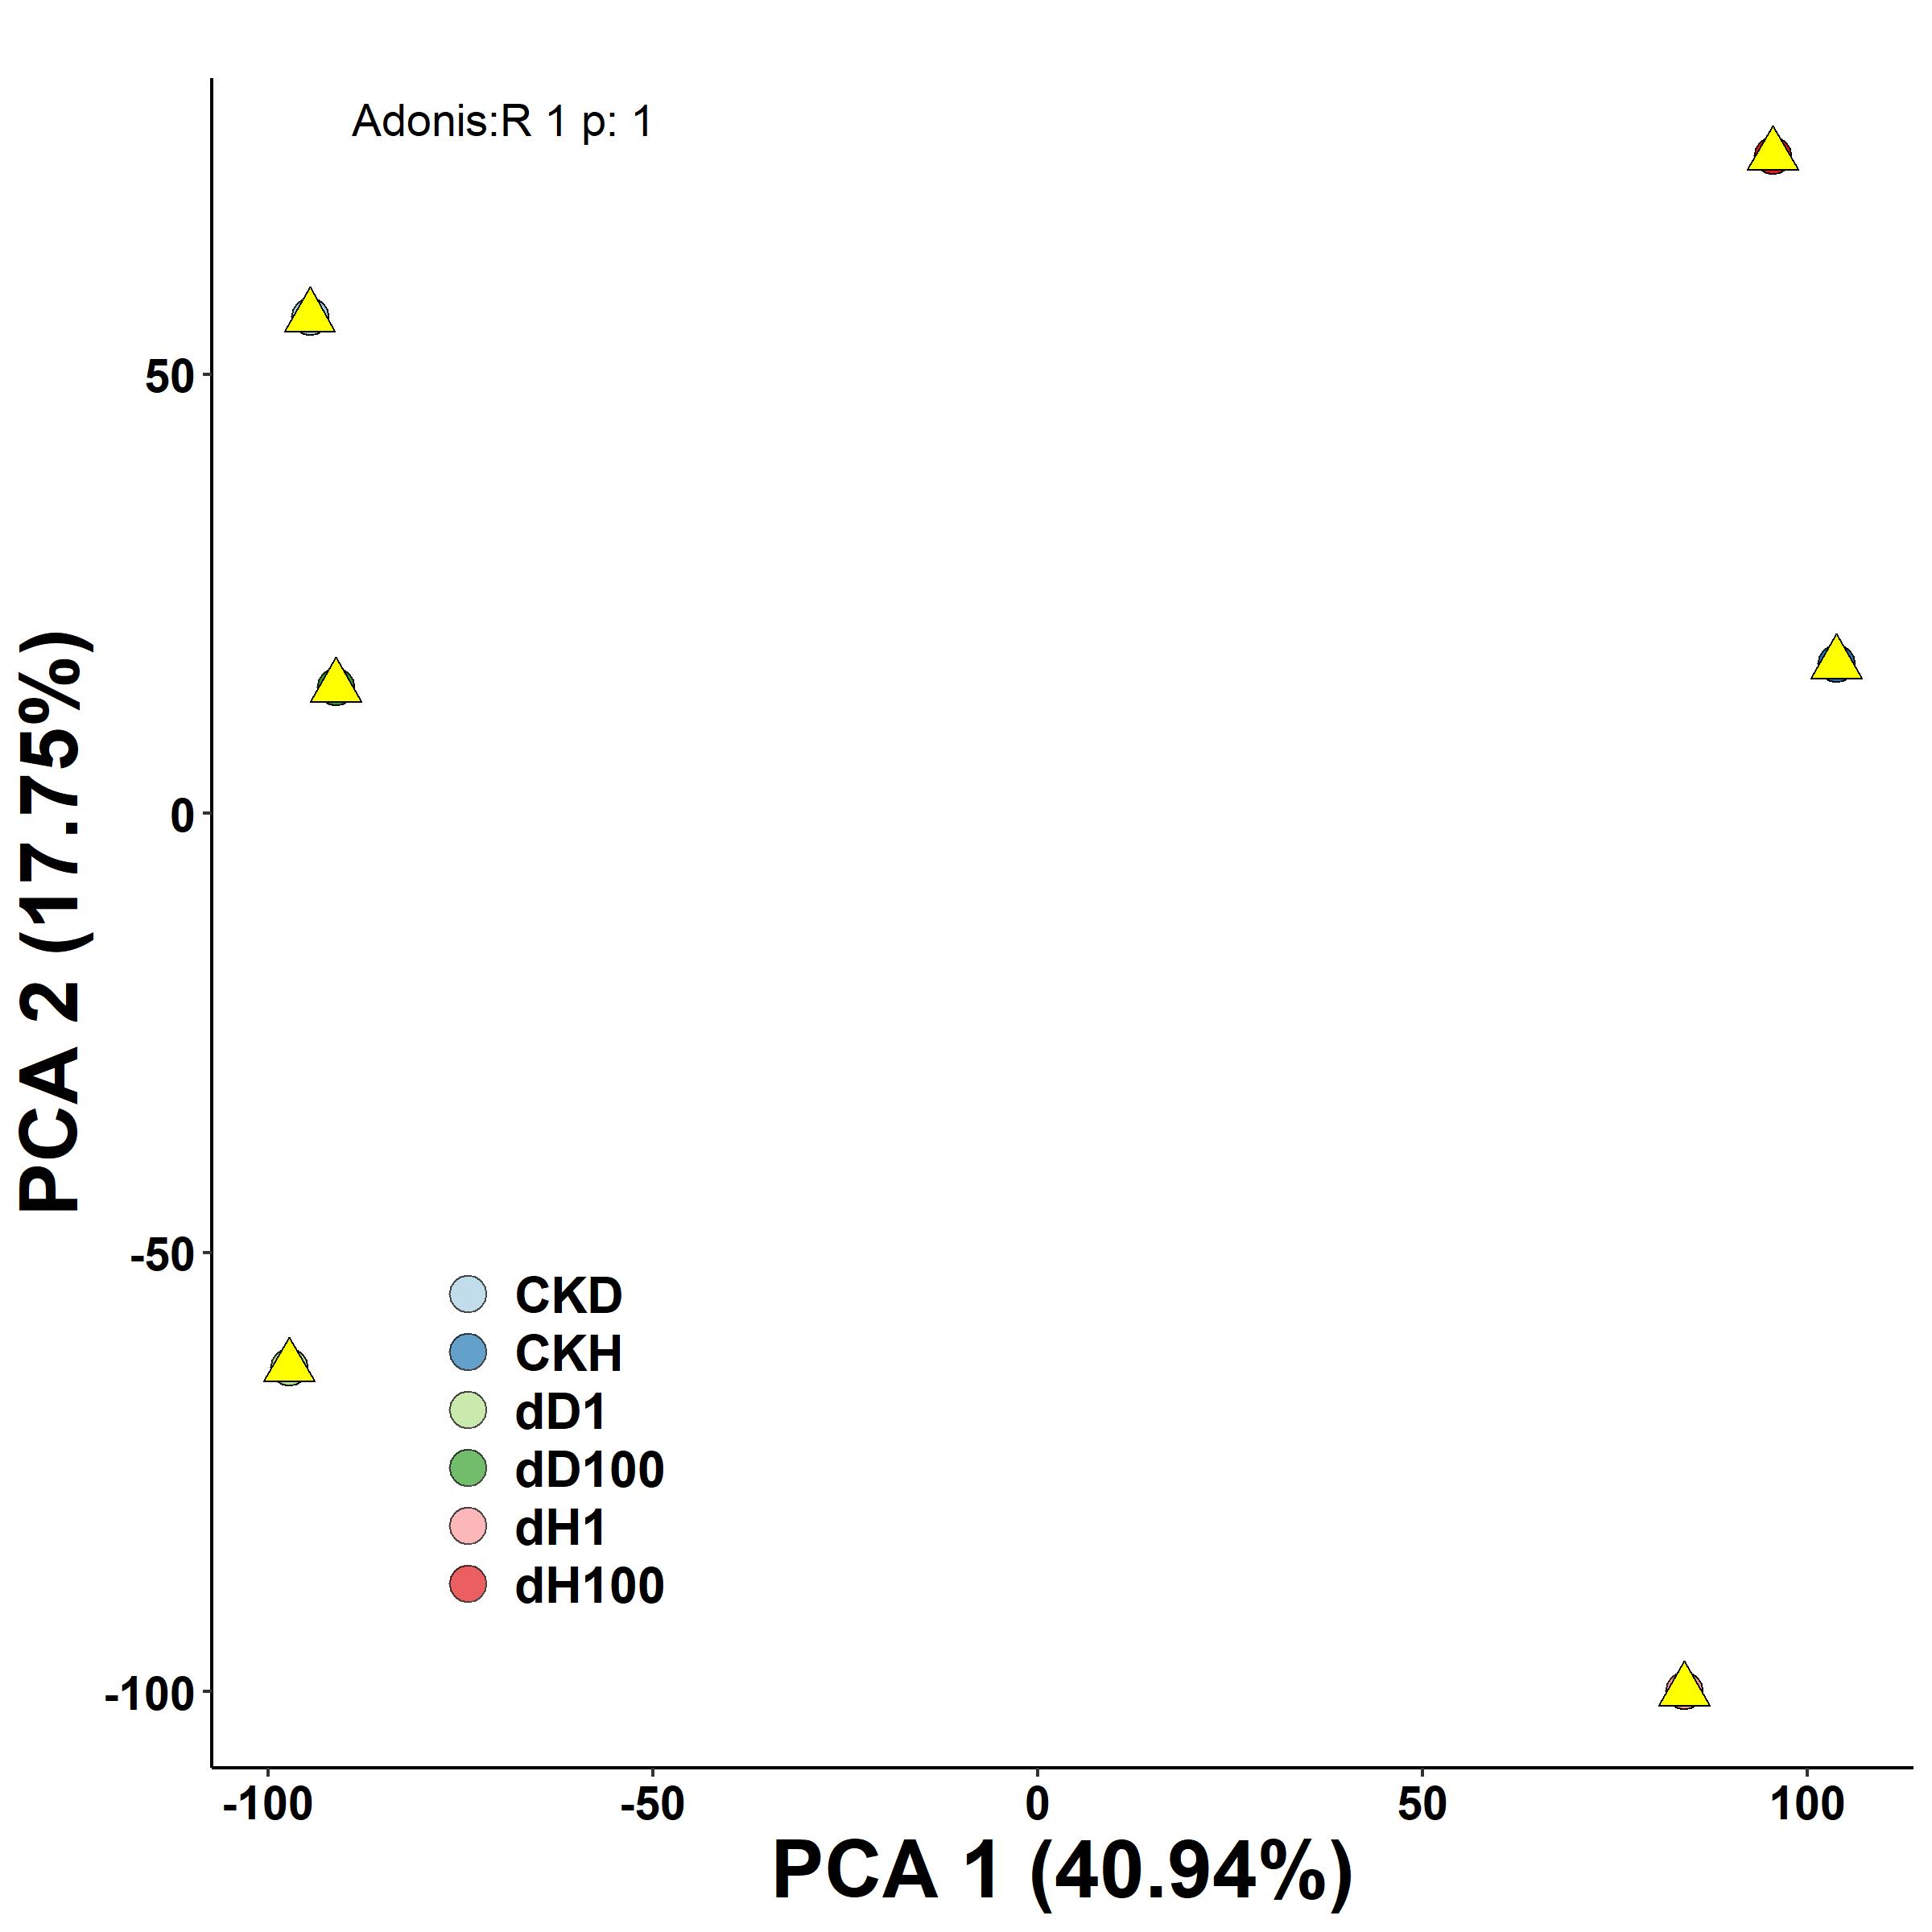 Adonis:R 1 p: 1
50
0
-50
-100
PCA 2 (17.75%)
CKD
CKH
dD1
dD100
dH1
dH100
-100 -50 0 50 100
PCA 1 (40.94%)